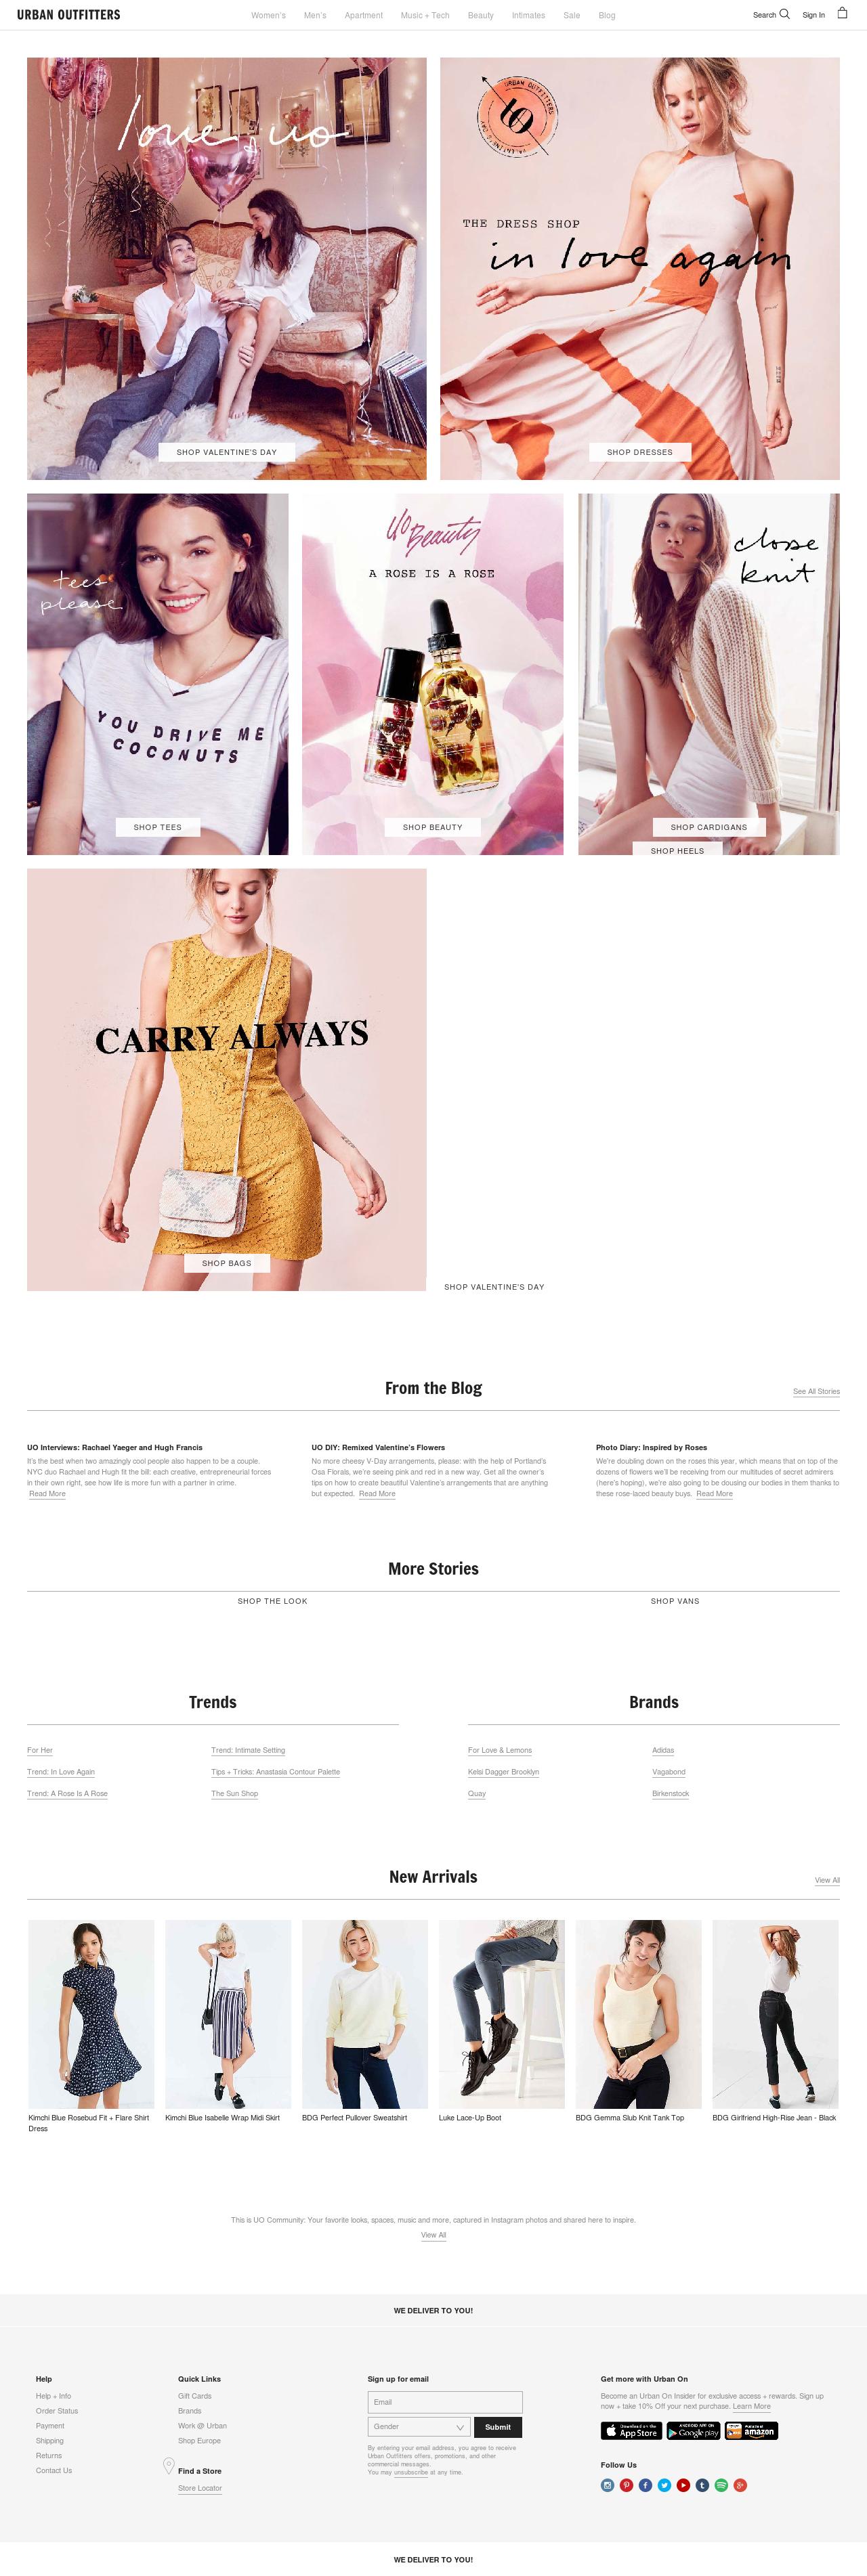 URBAN OUTFITTERS
Women's Men's Apartment Music + Tech Beauty Intimates Sale Blog
Search Sign In
love, uo
SHOP VALENTINE'S DAY
URBAN OUTFITTERS
THE DRESS SHOP
in love again
SHOP DRESSES
tees
please
YOU DRIVE ME
COCONUTS
SHOP TEES
UO Beauty
A ROSE IS A ROSE
SHOP BEAUTY
close
knit
SHOP CARDIGANS
SHOP HEELS
CARRY ALWAYS
SHOP BAGS
SHOP VALENTINE'S DAY
From the Blog
See All Stories
UO Interviews: Rachael Yaeger and Hugh Francis
It's the best when two amazingly cool people also happen to be a couple.
NYC duo Rachael and Hugh fit the bill: each creative, entrepreneurial forces
in their own right, see how life is more fun with a partner in crime.
Read More
UO DIY: Remixed Valentine's Flowers
No more cheesy V-Day arrangements, please: with the help of Portland's
Osa Florals, we're seeing pink and red in a new way. Get all the owner's
tips on how to create beautiful Valentine's arrangements that are anything
but expected. Read More
Photo Diary: Inspired by Roses
We're doubling down on the roses this year, which means that on top of the
dozens of flowers we'll be receiving from our multitudes of secret admirers
(here's hoping), we're also going to be dousing our bodies in them thanks to
these rose-laced beauty buys. Read More
More Stories
SHOP THE LOOK
SHOP VANS
Trends
For Her
Trend: In Love Again
Trend: A Rose Is A Rose
Trend: Intimate Setting
Tips + Tricks: Anastasia Contour Palette
The Sun Shop
Brands
For Love & Lemons
Kelsi Dagger Brooklyn
Quay
Adidas
Vagabond
Birkenstock
New Arrivals
View All
Kimchi Blue Rosebud Fit + Flare Shirt
Dress
Kimchi Blue Isabelle Wrap Midi Skirt
BDG Perfect Pullover Sweatshirt
Luke Lace-Up Boot
BDG Gemma Slub Knit Tank Top
BDG Girlfriend High-Rise Jean - Black
This is UO Community: Your favorite looks, spaces, music and more, captured in Instagram photos and shared here to inspire.
View All
WE DELIVER TO YOU!
Help
Help + Info
Order Status
Payment
Shipping
Returns
Contact Us
Quick Links
Gift Cards
Brands
Work @ Urban
Shop Europe
Find a Store
Store Locator
Sign up for email
Email
Gender
Submit
By entering your email address, you agree to receive
Urban Outfitters offers, promotions, and other
commercial messages.
You may unsubscribe at any time.
Get more with Urban On
Become an Urban On Insider for exclusive access + rewards. Sign up
now + take 10% Off your next purchase. Learn More
Download on the
App Store
ANDROID APP ON
Google play
Available at
amazon
Follow Us
WE DELIVER TO YOU!